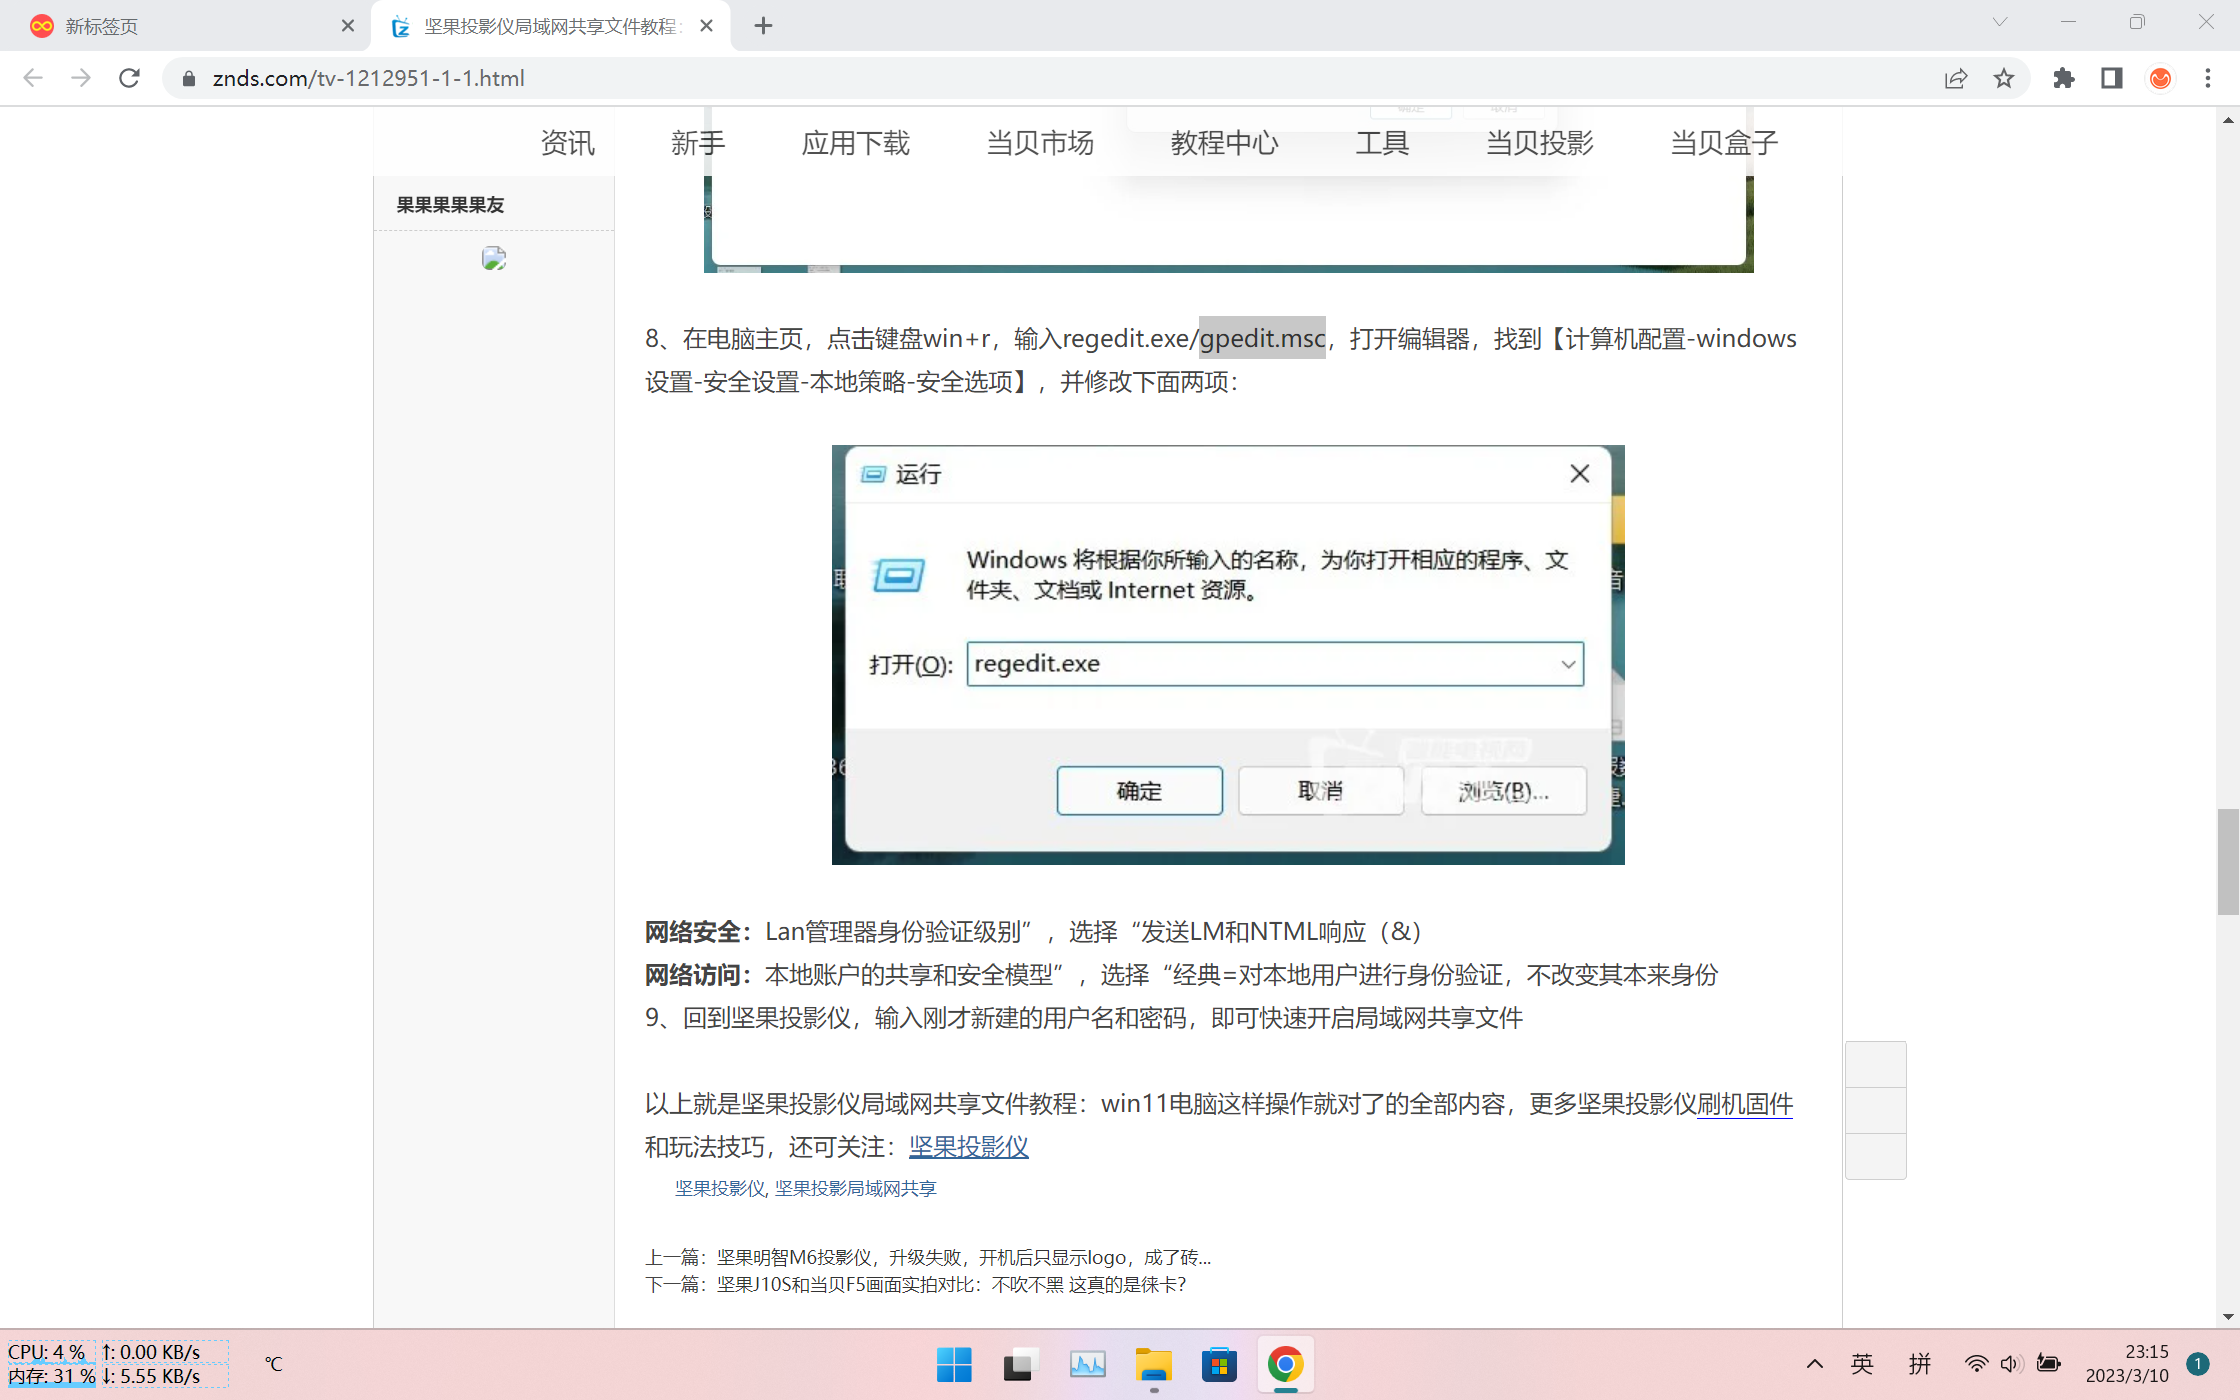 新标签页
坚果投影仪局域网共享文件教程:
znds.com/tv-1212951-1-1.html
确定 取消
资讯 新手 应用下载 当贝市场 教程中心 工具 当贝投影 当贝盒子
果果果果果友
8、在电脑主页，点击键盘win+r，输入regedit.exe/gpedit.msc，打开编辑器，找到【计算机配置-windows
设置-安全设置-本地策略-安全选项】，并修改下面两项：
运行
Windows 将根据你所输入的名称，为你打开相应的程序、文
件夹、文档或 Internet 资源。
打开(O): regedit.exe
确定 取消 浏览(B)...
网络安全：Lan管理器身份验证级别”，选择“发送LM和NTML响应（&）
网络访问：本地账户的共享和安全模型”，选择“经典=对本地用户进行身份验证，不改变其本来身份
9、回到坚果投影仪，输入刚才新建的用户名和密码，即可快速开启局域网共享文件
以上就是坚果投影仪局域网共享文件教程：win11电脑这样操作就对了的全部内容，更多坚果投影仪刷机固件
和玩法技巧，还可关注：坚果投影仪
坚果投影仪, 坚果投影局域网共享
上一篇：坚果明智M6投影仪，升级失败，开机后只显示logo，成了砖...
下一篇：坚果J10S和当贝F5画面实拍对比：不吹不黑 这真的是徕卡？
CPU: 4 % ↑: 0.00 KB/s
内存: 31 % ↓: 5.55 KB/s
℃
英 拼
23:15
2023/3/10
1